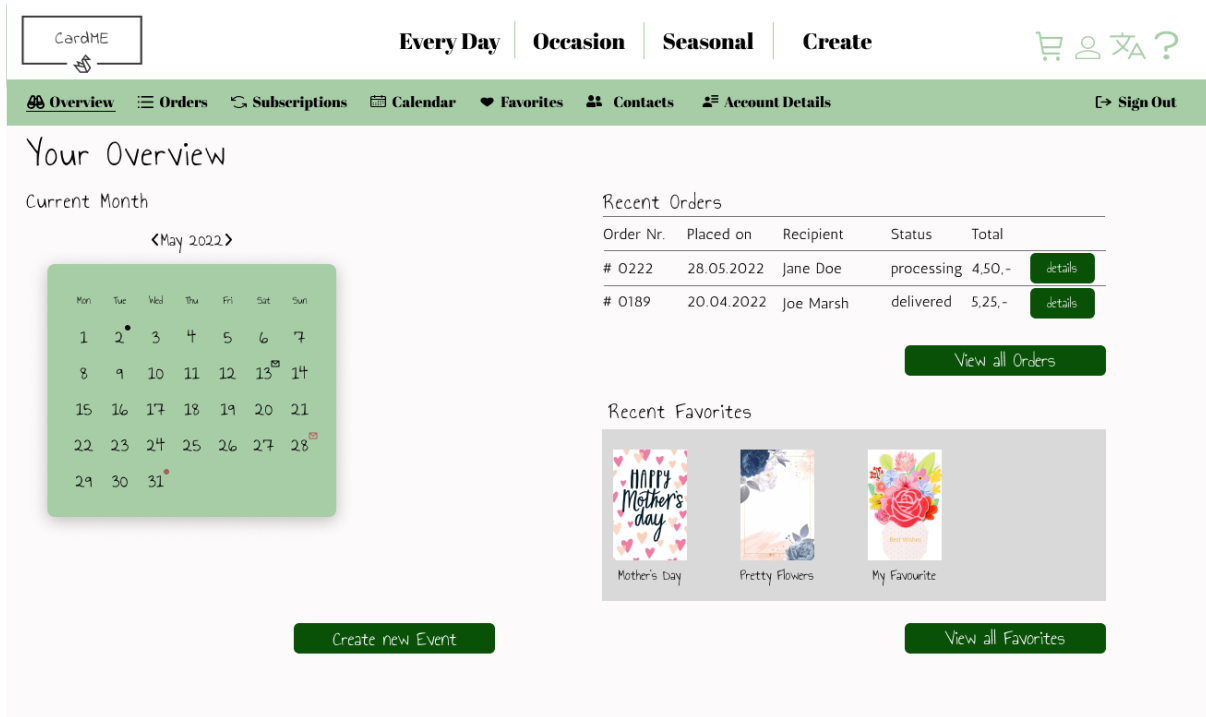 CardME
Every Day Occasion Seasonal Create
Overview Orders Subscriptions Calendar Favorites Contacts Account Details Sign Out
Your Overview
Current Month
<May 2022>
Mon Tue Wed Thu Fri Sat Sun
1 2 3 4 5 6 7
8 9 10 11 12 13 14
15 16 17 18 19 20 21
22 23 24 25 26 27 28
29 30 31
Create new Event
Recent Orders
Order Nr. Placed on Recipient Status Total
# 0222 28.05.2022 Jane Doe processing 4,50,- details
# 0189 20.04.2022 Joe Marsh delivered 5,25,- details
View all Orders
Recent Favorites
HAPPY
Mother's
day
Best Wishes
Mother's Day Pretty Flowers My Favourite
View all Favorites